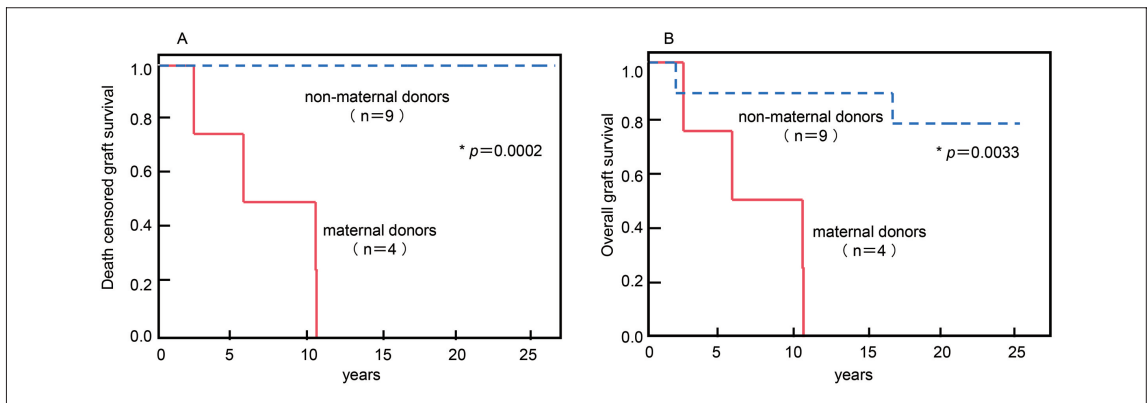 A
Death censored graft survival
1.0
0.8
0.6
0.4
0.2
0.0
non-maternal donors
( n=9 )
* p=0.0002
maternal donors
( n=4 )
0 5 10 15 20 25
years
B
Overall graft survival
1.0
0.8
0.6
0.4
0.2
0.0
non-maternal donors
( n=9 )
* p=0.0033
maternal donors
( n=4 )
0 5 10 15 20 25
years